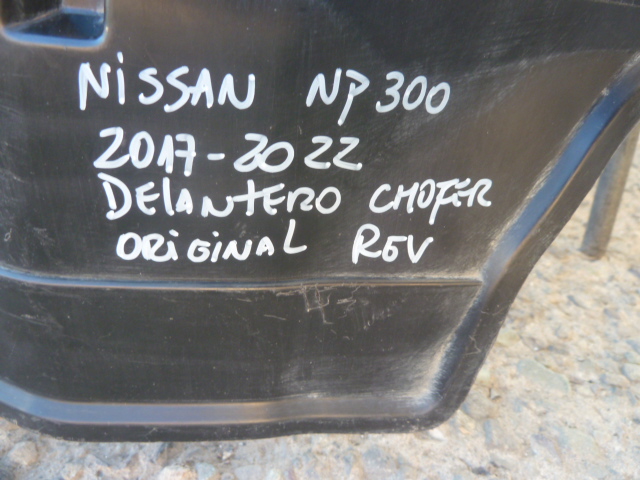 NISSAN NP300
2017-2022
DELANTERO CHOFER
ORIGINAL REV